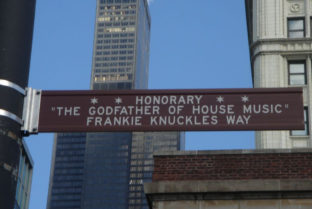 * * HONORARY * *
"THE GODFATHER OF HOUSE MUSIC"
FRANKIE KNUCKLES WAY